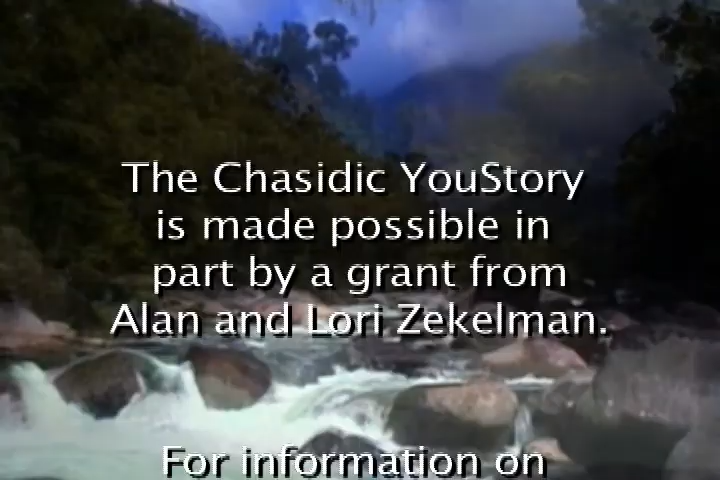 The Chasidic YouStory
is made possible in
part by a grant from
Alan and Lori Zekelman.
For information on